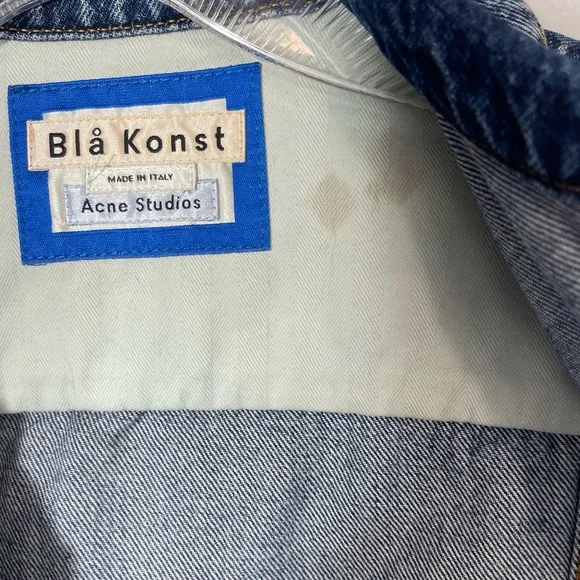 Blå Konst
MADE IN ITALY
Acne Studios